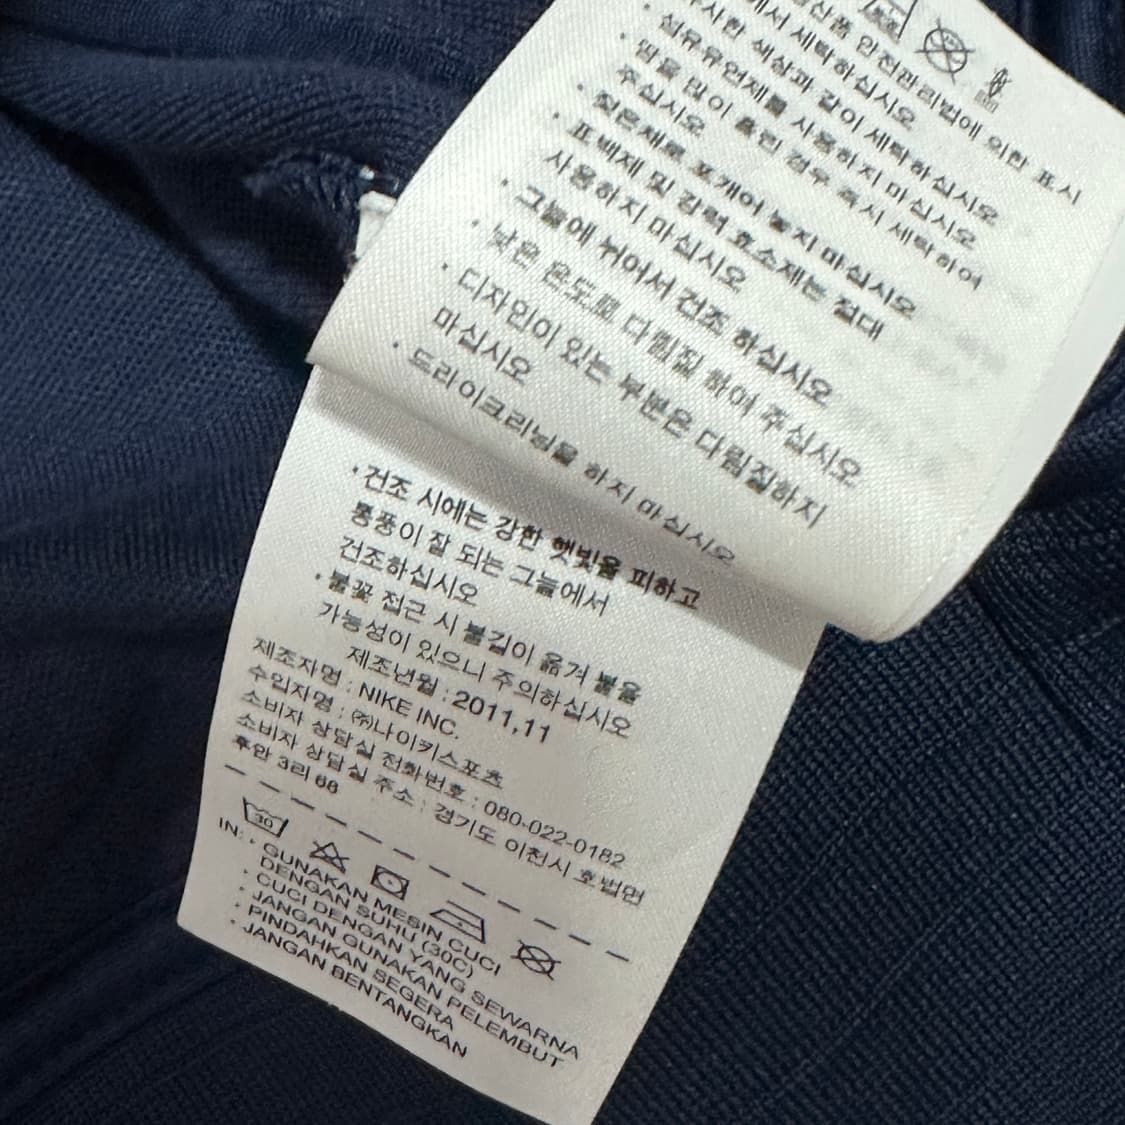 산품 안전관리법에 의한 표시
에서 세탁하십시오
유사한 색상과 같이 세탁하십시오
· 섬유유연제를 사용하지 마십시오
· 땀을 많이 흘린 경우 즉시 세탁하여
주십시오
· 젖은채로 포개어 놓지 마십시오
· 표백제 및 강력 효소제는 절대
사용하지 마십시오
· 그늘에 뉘어서 건조 하십시오
· 낮은 온도로 다림질 하여 주십시오
· 디자인이 있는 부분은 다림질하지
마십시오
· 도라이크리닝을 하지 마십시오
· 건조 시에는 강한 햇빛을 피하고
통풍이 잘 되는 그늘에서
건조하십시오
· 불꽃 접근 시 불길이 옮겨 붙을
가능성이 있으니 주의하십시오
제조년월 : 2011,11
제조자명 : NIKE INC.
수입자명 : ㈜나이키스포츠
소비자 상담실 전화번호 : 080-022-0182
소비자 상담실 주소 : 경기도 이천시 호법면
후안 3리 68
30
IN: · GUNAKAN MESIN CUCI
DENGAN SUHU (30C)
· CUCI DENGAN YANG SEWARNA
· JANGAN GUNAKAN PELEMBUT
· PINDAHKAN SEGERA
· JANGAN BENTANGKAN